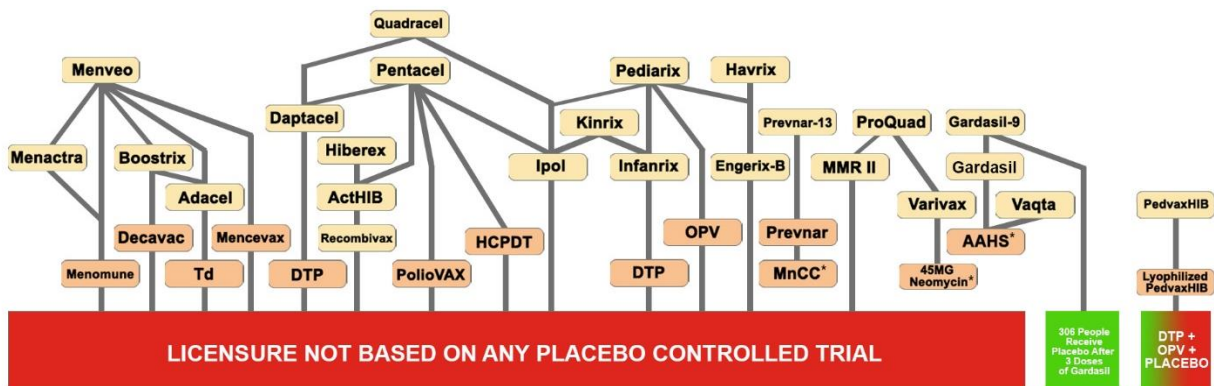 Quadracel
Menveo
Pentacel
Pediarix
Havrix
Daptacel
Kinrix
Prevnar-13
ProQuad
Gardasil-9
Menactra
Boostrix
Hiberex
Ipol
Infanrix
Engerix-B
MMR II
Gardasil
Adacel
ActHIB
Varivax
Vaqta
PedvaxHIB
Decavac
Mencevax
Recombivax
HCPDT
OPV
Prevnar
AAHS*
Menomune
Td
DTP
PolioVAX
DTP
MnCC*
45MG
Neomycin*
Lyophilized
PedvaxHIB
LICENSURE NOT BASED ON ANY PLACEBO CONTROLLED TRIAL
306 People
Receive
Placebo After
3 Doses
of Gardasil
DTP +
OPV +
PLACEBO